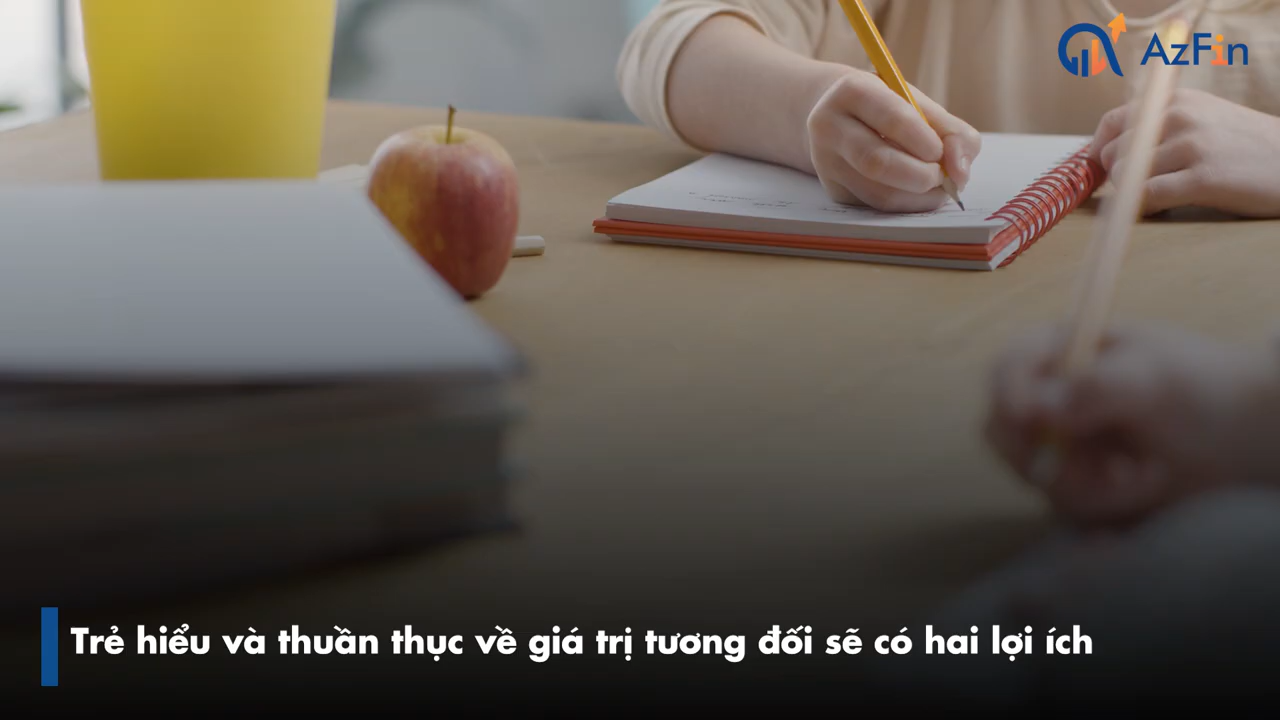 AzFin
Trẻ hiểu và thuần thục về giá trị tương đối sẽ có hai lợi ích